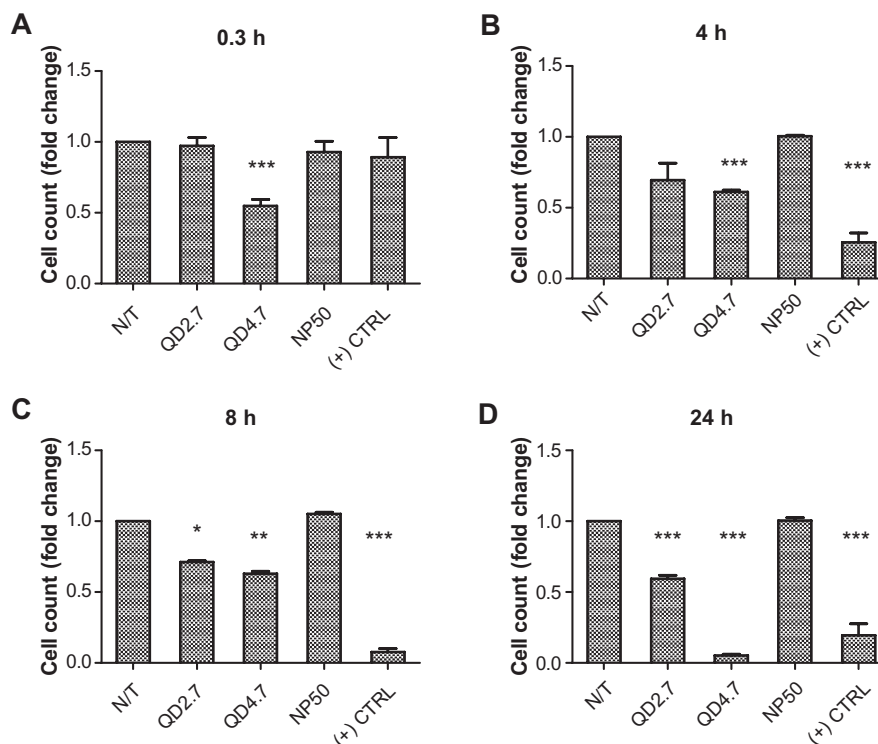 A
0.3 h
Cell count (fold change)
1.5
1.0
0.5
0.0
***
N/T
QD2.7
QD4.7
NP50
(+) CTRL
B
4 h
Cell count (fold change)
1.5
1.0
0.5
0.0
***
***
N/T
QD2.7
QD4.7
NP50
(+) CTRL
C
8 h
Cell count (fold change)
1.5
1.0
0.5
0.0
*
**
***
N/T
QD2.7
QD4.7
NP50
(+) CTRL
D
24 h
Cell count (fold change)
1.5
1.0
0.5
0.0
***
***
***
N/T
QD2.7
QD4.7
NP50
(+) CTRL